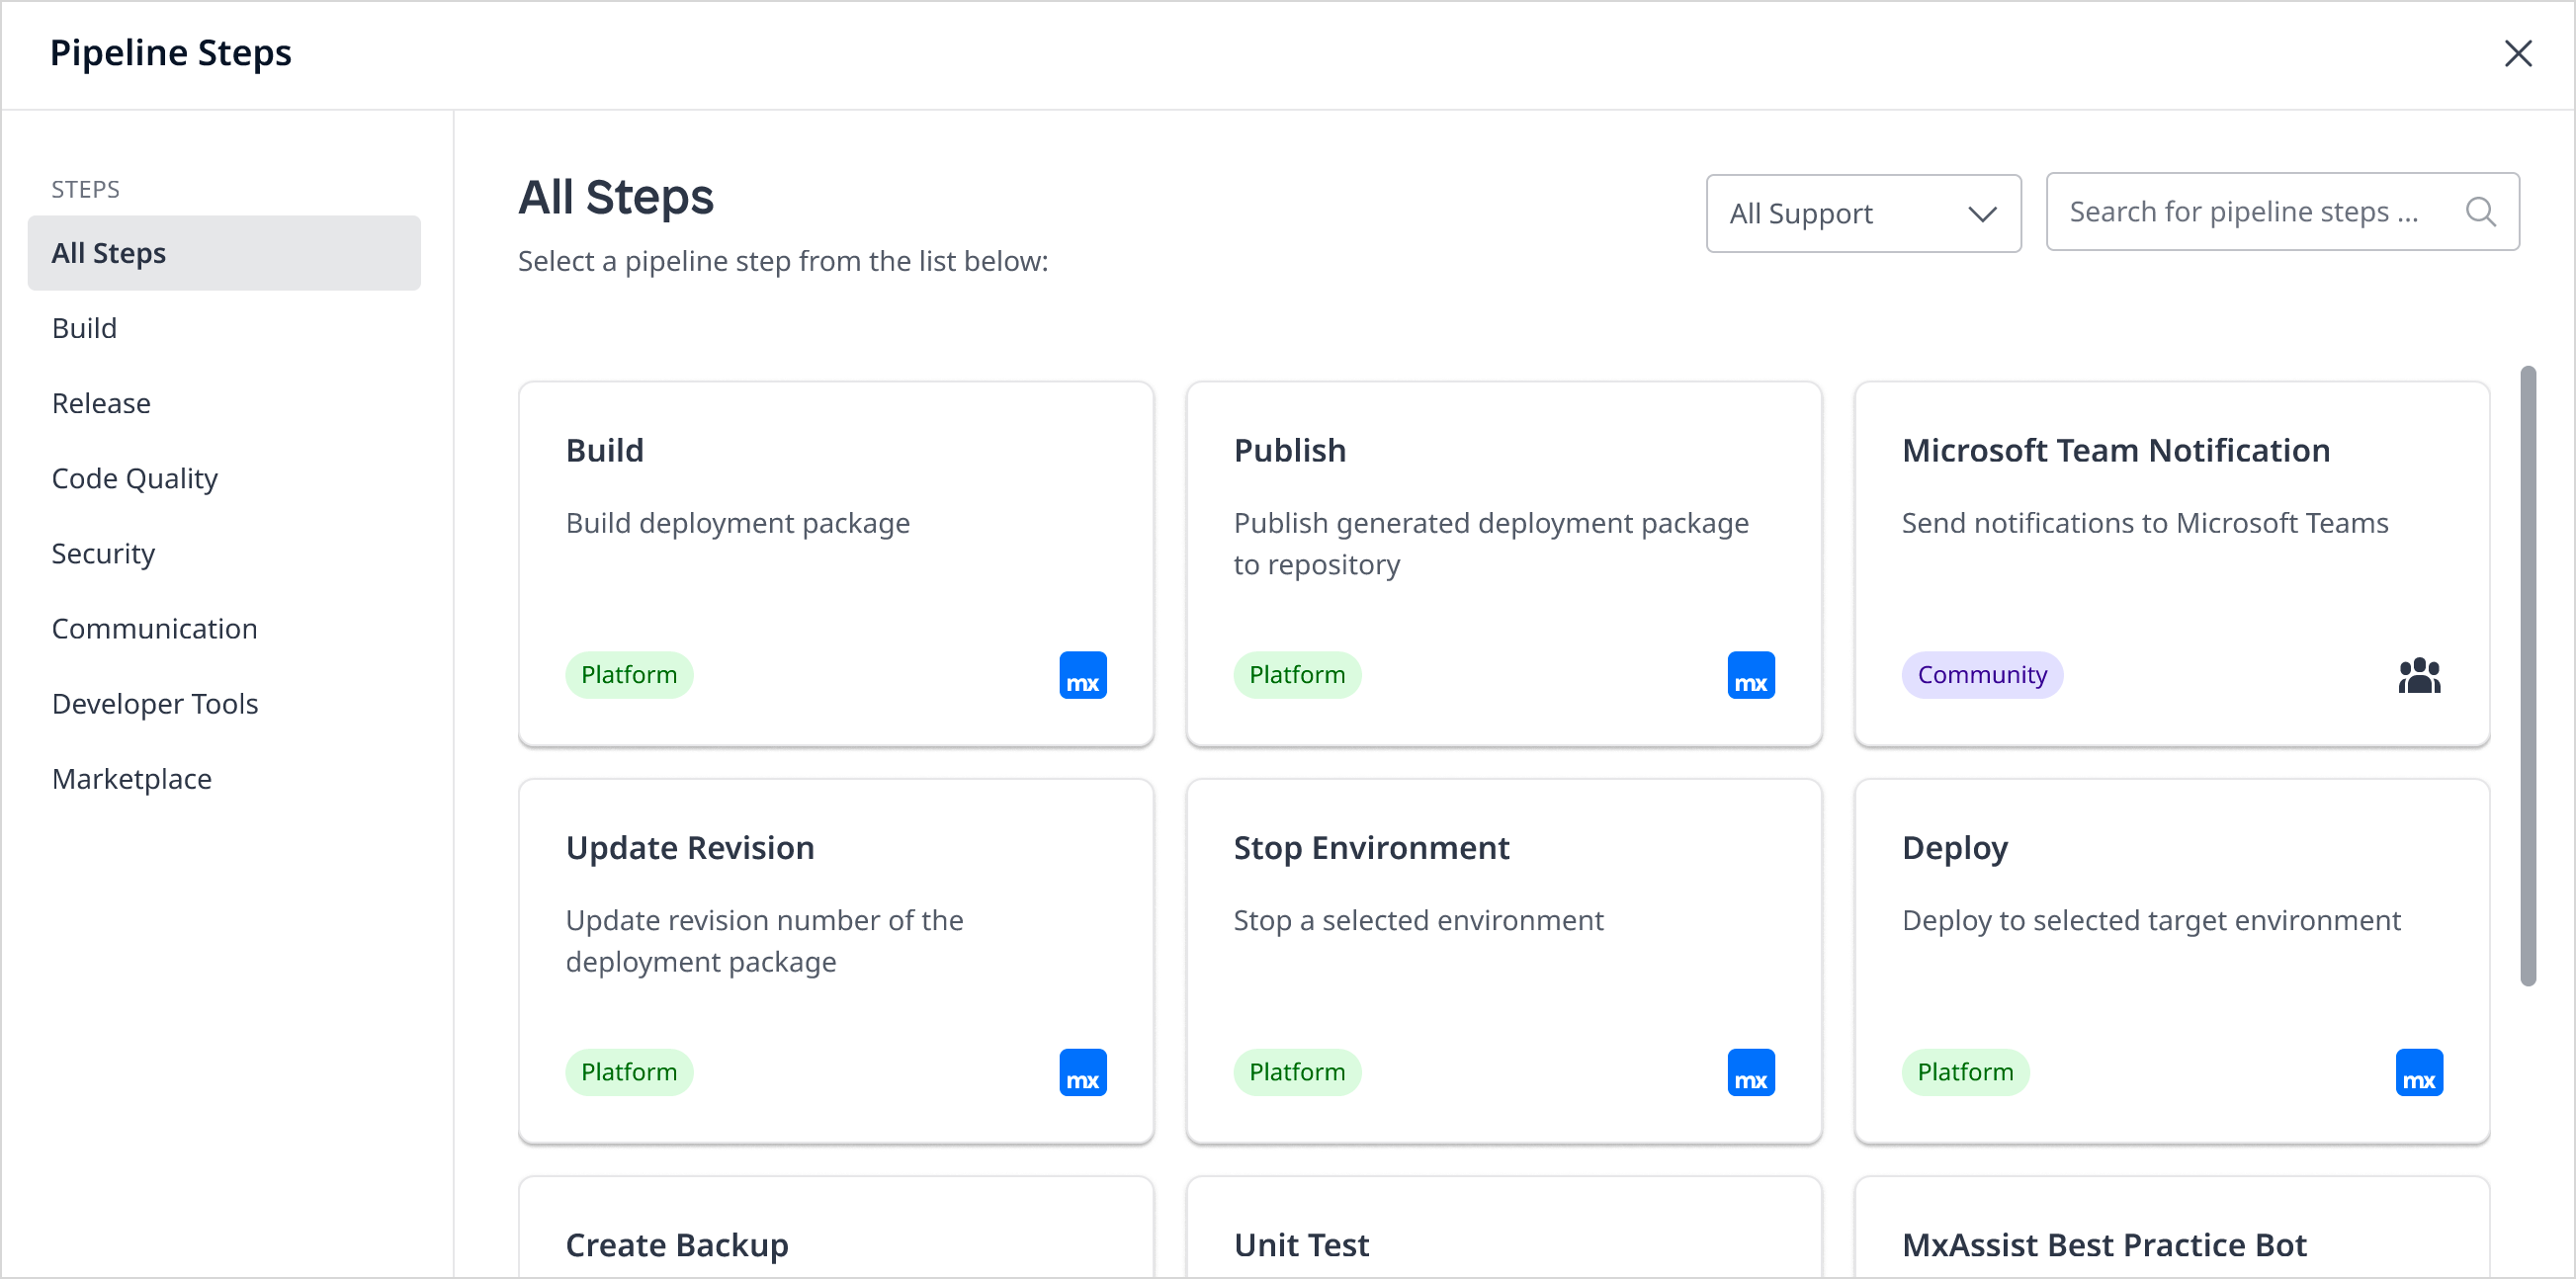 Pipeline Steps
STEPS
All Steps
Build
Release
Code Quality
Security
Communication
Developer Tools
Marketplace
All Steps
Select a pipeline step from the list below:
All Support
Search for pipeline steps ...
Build
Build deployment package
Platform
mx
Publish
Publish generated deployment package
to repository
Platform
mx
Microsoft Team Notification
Send notifications to Microsoft Teams
Community
Update Revision
Update revision number of the
deployment package
Platform
mx
Stop Environment
Stop a selected environment
Platform
mx
Deploy
Deploy to selected target environment
Platform
mx
Create Backup
Unit Test
MxAssist Best Practice Bot